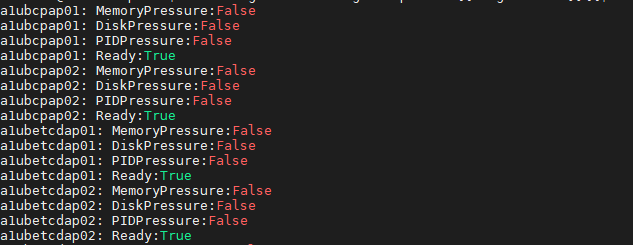 a1ubcpap01: MemoryPressure:False
a1ubcpap01: DiskPressure:False
a1ubcpap01: PIDPressure:False
a1ubcpap01: Ready:True
a1ubcpap02: MemoryPressure:False
a1ubcpap02: DiskPressure:False
a1ubcpap02: PIDPressure:False
a1ubcpap02: Ready:True
a1ubetcdap01: MemoryPressure:False
a1ubetcdap01: DiskPressure:False
a1ubetcdap01: PIDPressure:False
a1ubetcdap01: Ready:True
a1ubetcdap02: MemoryPressure:False
a1ubetcdap02: DiskPressure:False
a1ubetcdap02: PIDPressure:False
a1ubetcdap02: Ready:True